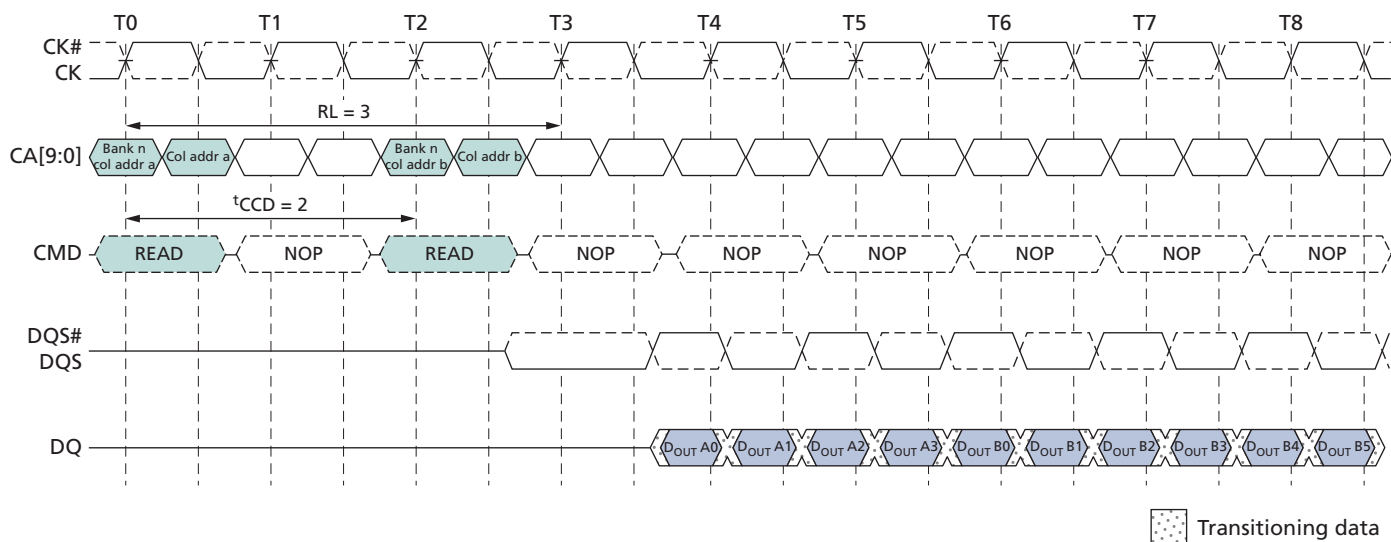 T0 T1 T2 T3 T4 T5 T6 T7 T8
CK#
CK
RL = 3
CA[9:0]
Bank n
col addr a
Col addr a
Bank n
col addr b
Col addr b
tCCD = 2
CMD READ NOP READ NOP NOP NOP NOP NOP NOP
DQS#
DQS
DQ DOUT A0 DOUT A1 DOUT A2 DOUT A3 DOUT B0 DOUT B1 DOUT B2 DOUT B3 DOUT B4 DOUT B5
Transitioning data